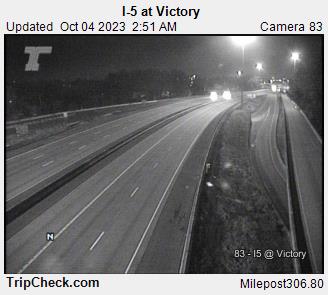 I-5 at Victory
Updated Oct 04 2023 2:51 AM Camera 83
T
N
83 - I5 @ Victory
TripCheck.com Milepost306.80